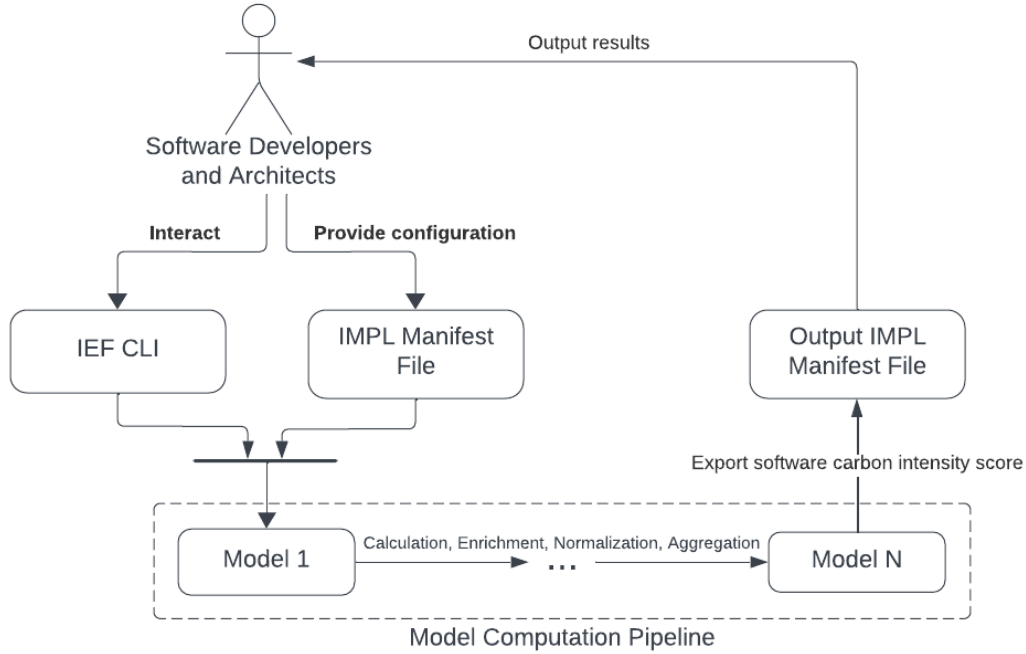 Output results
Software Developers
and Architects
Interact
Provide configuration
IEF CLI
IMPL Manifest
File
Output IMPL
Manifest File
Export software carbon intensity score
Model 1
Calculation, Enrichment, Normalization, Aggregation
...
Model N
Model Computation Pipeline